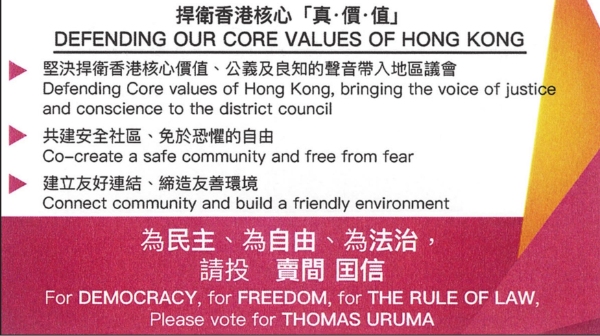 捍衛香港核心「真·價·值」
DEFENDING OUR CORE VALUES OF HONG KONG
堅決捍衛香港核心價值、公義及良知的聲音帶入地區議會
Defending Core values of Hong Kong, bringing the voice of justice
and conscience to the district council
共建安全社區、免於恐懼的自由
Co-create a safe community and free from fear
建立友好連結、締造友善環境
Connect community and build a friendly environment
為民主、為自由、為法治，
請投 賣間 囯信
For DEMOCRACY, for FREEDOM, for THE RULE OF LAW,
Please vote for THOMAS URUMA